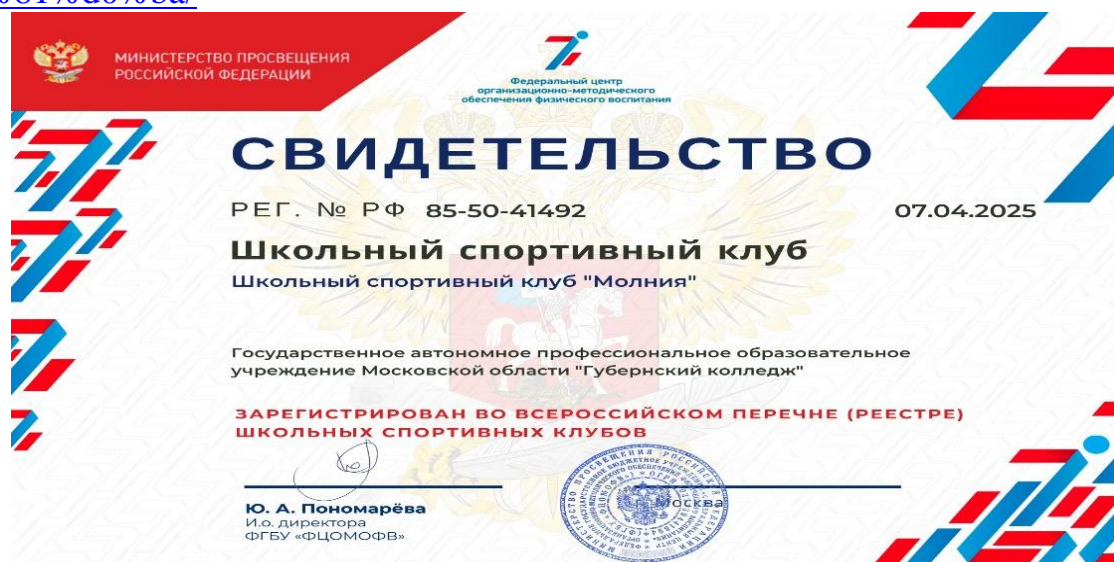 МИНИСТЕРСТВО ПРОСВЕЩЕНИЯ
РОССИЙСКОЙ ФЕДЕРАЦИИ
Федеральный центр
организационно-методического
обеспечения физического воспитания
СВИДЕТЕЛЬСТВО
РЕГ. № РФ 85-50-41492
07.04.2025
Школьный спортивный клуб
Школьный спортивный клуб "Молния"
Государственное автономное профессиональное образовательное
учреждение Московской области "Губернский колледж"
ЗАРЕГИСТРИРОВАН ВО ВСЕРОССИЙСКОМ ПЕРЕЧНЕ (РЕЕСТРЕ)
ШКОЛЬНЫХ СПОРТИВНЫХ КЛУБОВ
Ю. А. Пономарёва
И.о. директора
ФГБУ «ФЦОМОФВ»
Москва